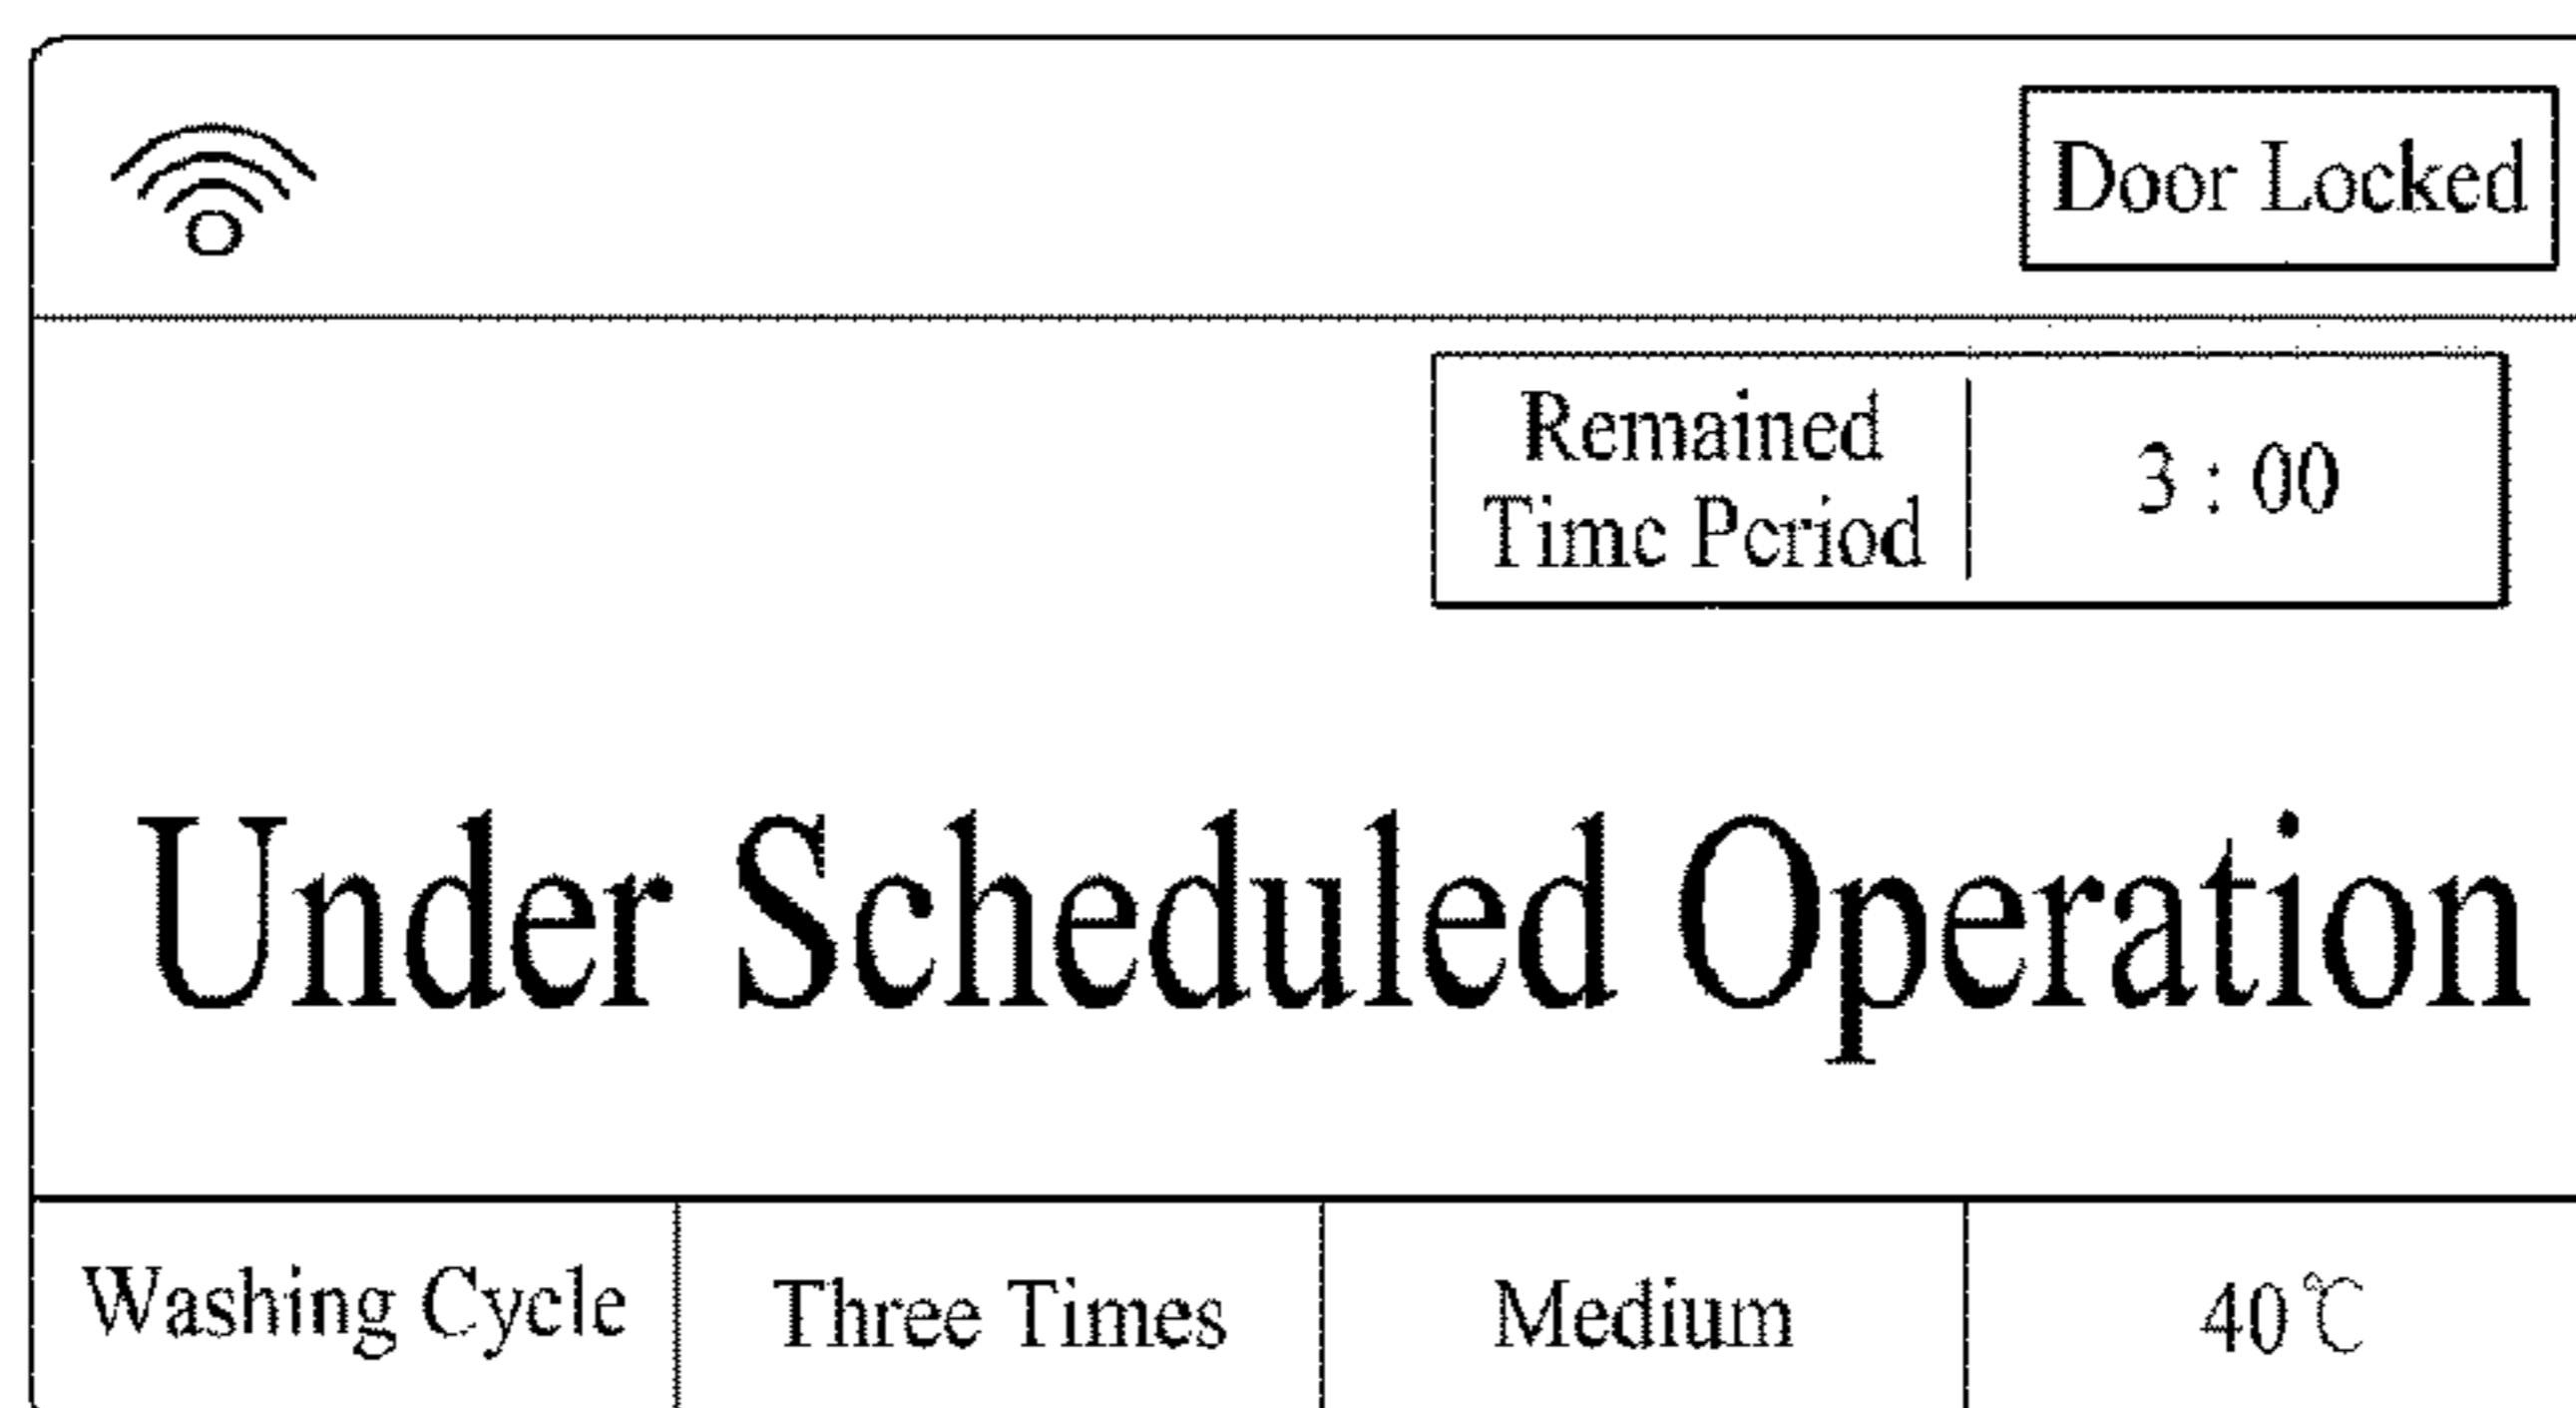 Door Locked
Remained
Time Period
3 : 00
Under Scheduled Operation
Washing Cycle
Three Times
Medium
40℃